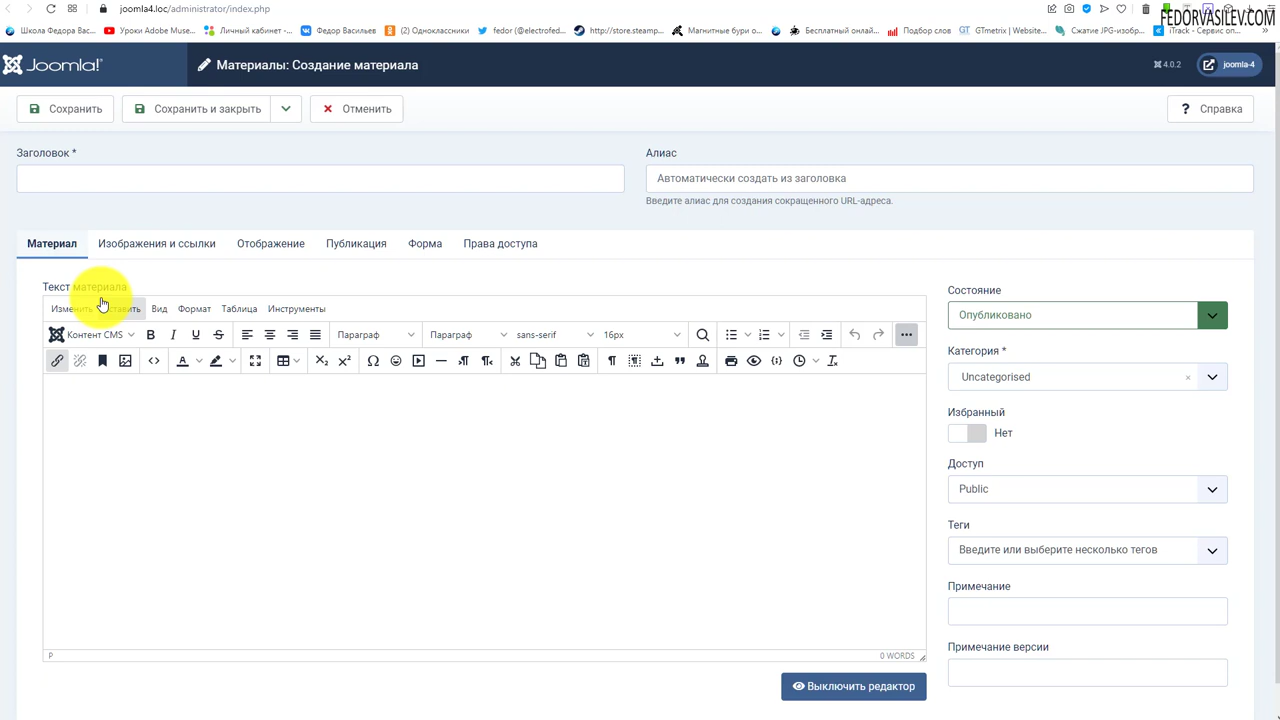 joomla4.loc/administrator/index.php
FEDORVASILEV.COM
Школа Федора Вас...
Уроки Adobe Muse...
Личный кабинет -...
Федор Васильев
(2) Одноклассники
fedor (@electrofed...
http://store.steamp...
Магнитные бури о...
Бесплатный онлай...
Подбор слов
GTmetrix | Website...
Сжатие JPG-изобр...
iTrack - Сервис оп...
Joomla!
Материалы: Создание материала
4.0.2
joomla-4
Сохранить
Сохранить и закрыть
Отменить
Справка
Заголовок *
Алиас
Автоматически создать из заголовка
Введите алиас для создания сокращенного URL-адреса.
Материал
Изображения и ссылки
Отображение
Публикация
Форма
Права доступа
Текст материала
Изменить
Вид
Формат
Таблица
Инструменты
Контент CMS
Параграф
Параграф
sans-serif
16px
P
0 WORDS
Выключить редактор
Состояние
Опубликовано
Категория *
Uncategorised
Избранный
Нет
Доступ
Public
Теги
Введите или выберите несколько тегов
Примечание
Примечание версии